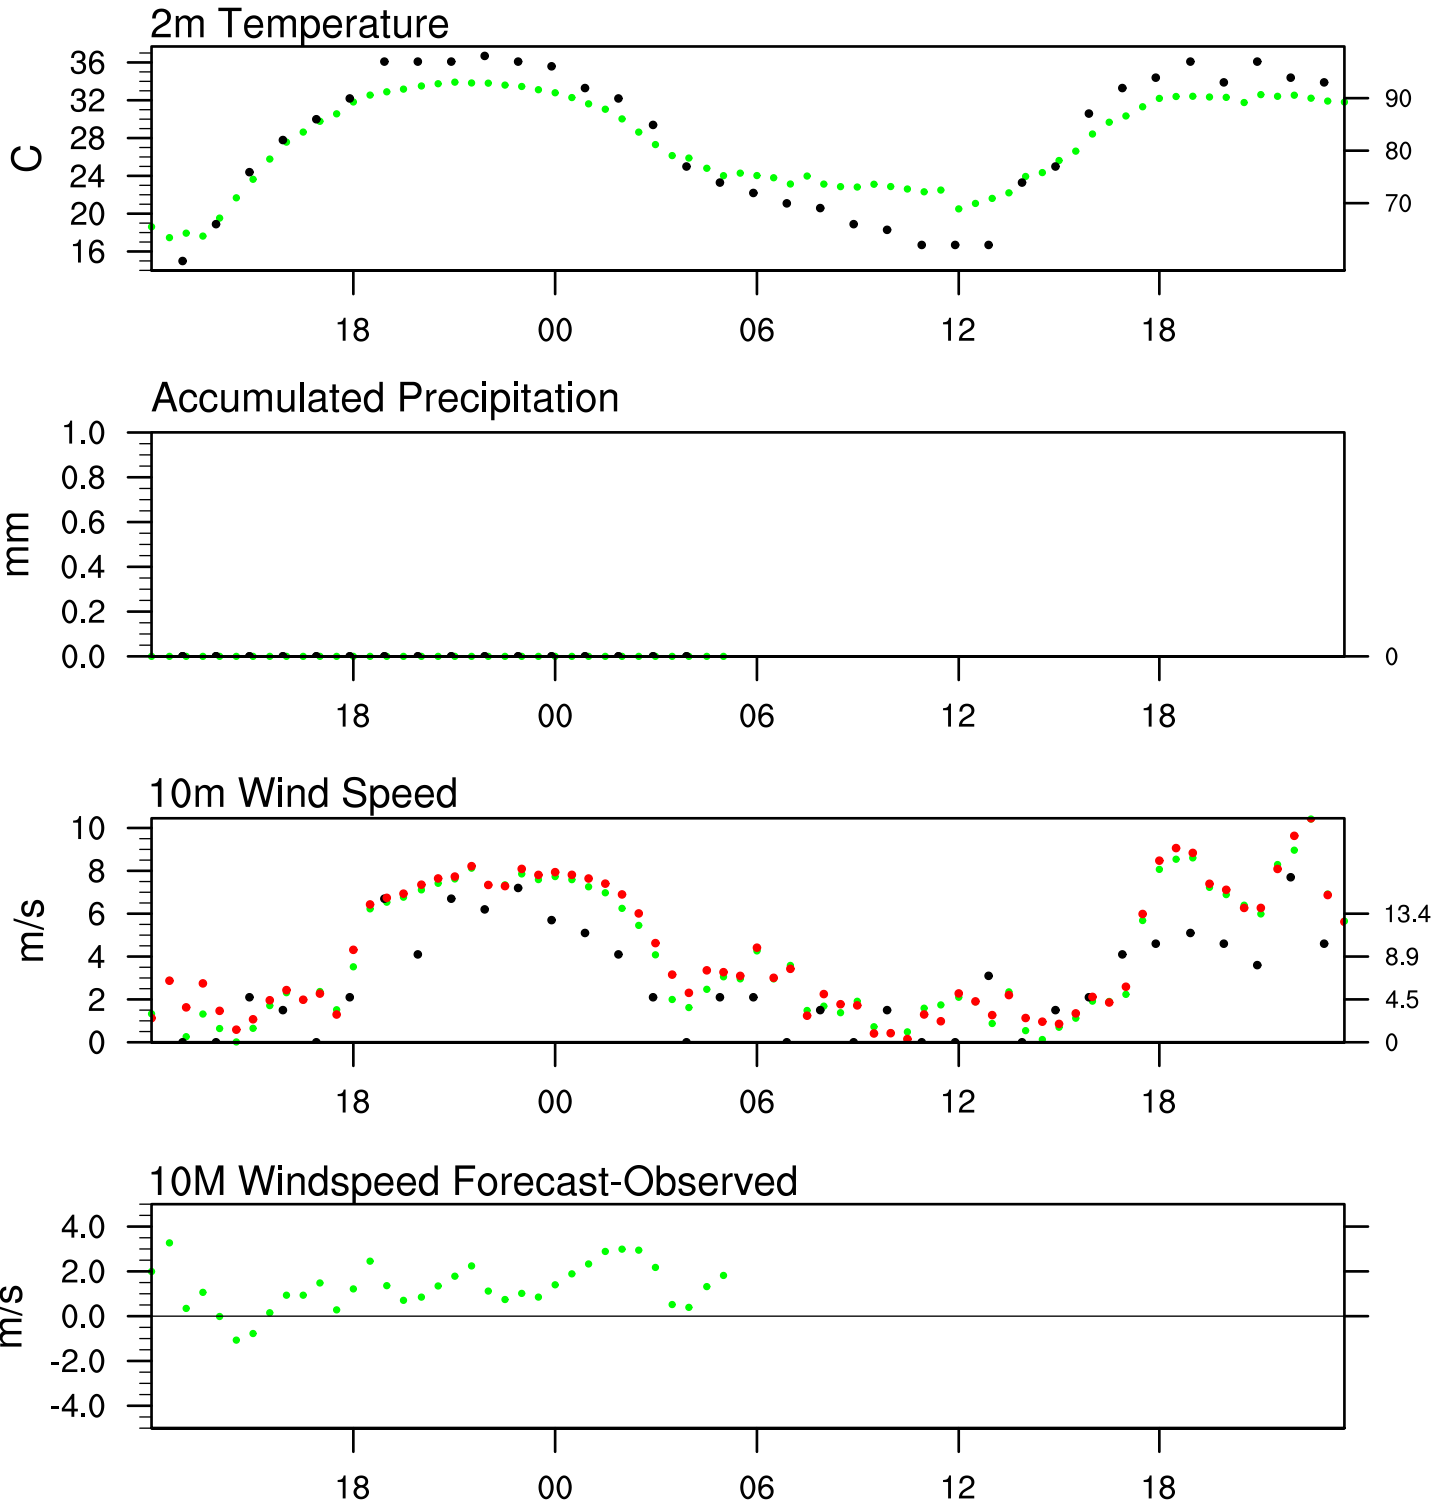 2m Temperature
36
32
28
24
20
16
C
90
80
70
18 00 06 12 18
Accumulated Precipitation
1.0
0.8
0.6
0.4
0.2
0.0
mm
0
18 00 06 12 18
10m Wind Speed
10
8
6
4
2
0
m/s
13.4
8.9
4.5
0
18 00 06 12 18
10M Windspeed Forecast-Observed
4.0
2.0
0.0
-2.0
-4.0
m/s
18 00 06 12 18